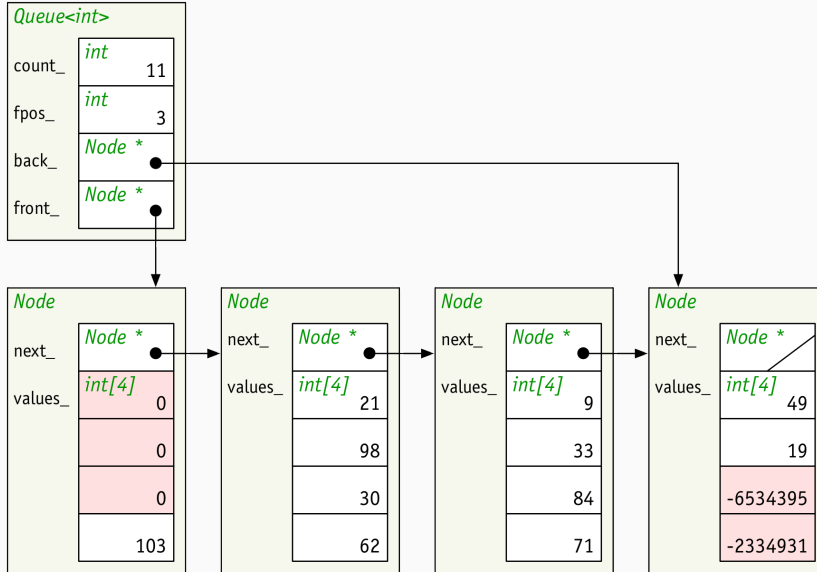 Queue<int>
count_ int 11
fpos_ int 3
back_ Node *
front_ Node *
Node
next_ Node *
values_ int[4] 0
0
0
103
Node
next_ Node *
values_ int[4] 21
98
30
62
Node
next_ Node *
values_ int[4] 9
33
84
71
Node
next_ Node *
values_ int[4] 49
19
-6534395
-2334931